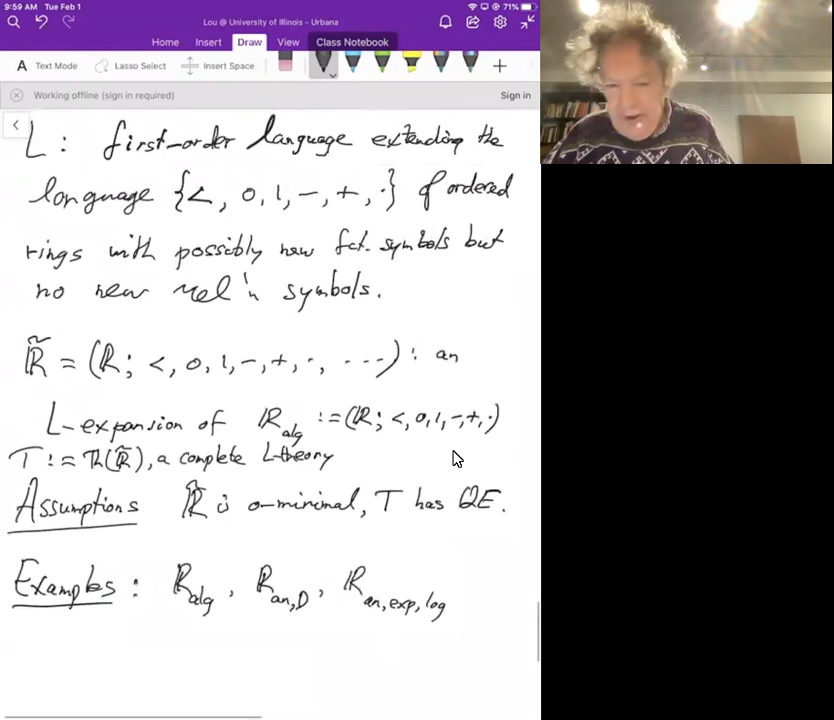 9:59 AM Tue Feb 1
Lou @ University of Illinois - Urbana
71%
Home Insert Draw View Class Notebook
A Text Mode Lasso Select Insert Space
Working offline (sign in required) Sign in
L : first-order language extending the
language {<, 0, 1, −, +, ·} of ordered
rings with possibly new fct. symbols but
no new rel'n symbols.
R̃ = (R; <, 0, 1, −, +, ·, ...) : an
L-expansion of R_alg := (R; <, 0, 1, −, +, ·)
T := Th(R̃), a complete L-theory
Assumptions R̃ is o-minimal, T has QE.
Examples : R_alg, R_an,D, R_an,exp,log